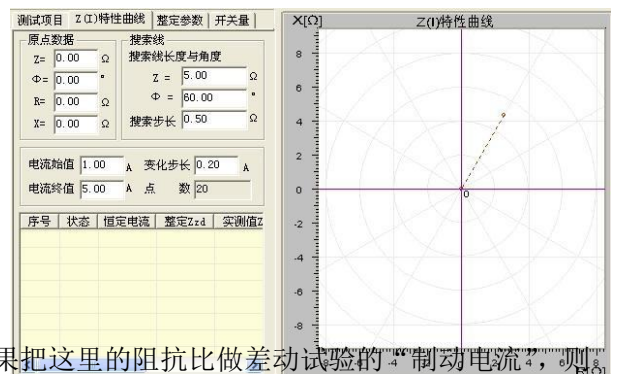 测试项目 Z(I)特性曲线 整定参数 开关量
原点数据
Z= 0.00 Ω
Φ= 0.00 °
R= 0.00 Ω
X= 0.00 Ω
搜索线
搜索线长度与角度
Z = 5.00 Ω
Φ = 60.00 °
搜索步长 0.50 Ω
电流始值 1.00 A 变化步长 0.20 A
电流终值 5.00 A 点 数 20
序号 状态 恒定电流 整定Zzd 实测值Z
X[Ω] Z(I)特性曲线
8
6
4
2
0
0
-2
-4
-6
-8
果把这里的阻抗比做差动试验的“制动电流”，则